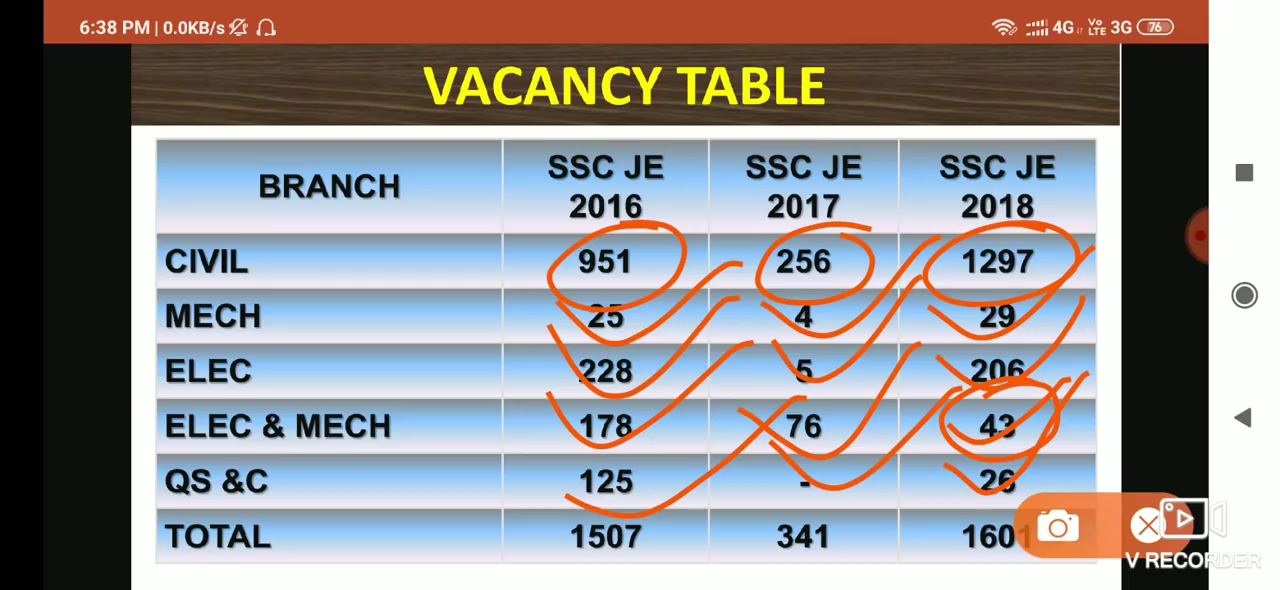 6:38 PM | 0.0KB/s 4G Vo LTE 3G 76
VACANCY TABLE
BRANCH SSC JE 2016 SSC JE 2017 SSC JE 2018
CIVIL 951 256 1297
MECH 25 4 29
ELEC 228 5 206
ELEC & MECH 178 76 43
QS &C 125 - 26
TOTAL 1507 341 1601
V RECORDER